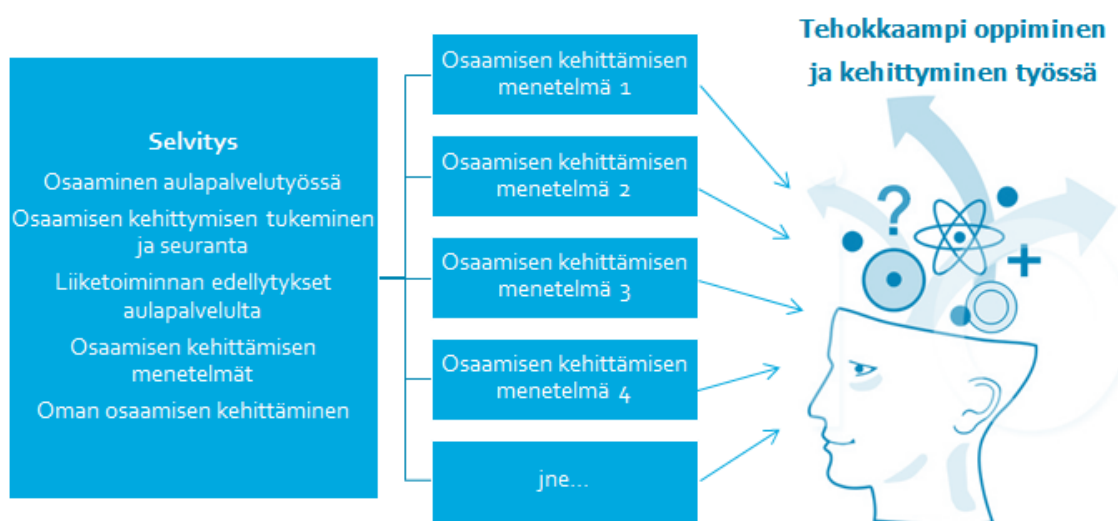 Selvitys
Osaaminen aulapalvelutyössä
Osaamisen kehittymisen tukeminen
ja seuranta
Liiketoiminnan edellytykset
aulapalvelulta
Osaamisen kehittämisen
menetelmät
Oman osaamisen kehittäminen
Osaamisen kehittämisen
menetelmä 1
Osaamisen kehittämisen
menetelmä 2
Osaamisen kehittämisen
menetelmä 3
Osaamisen kehittämisen
menetelmä 4
jne...
Tehokkaampi oppiminen
ja kehittyminen työssä
?
+